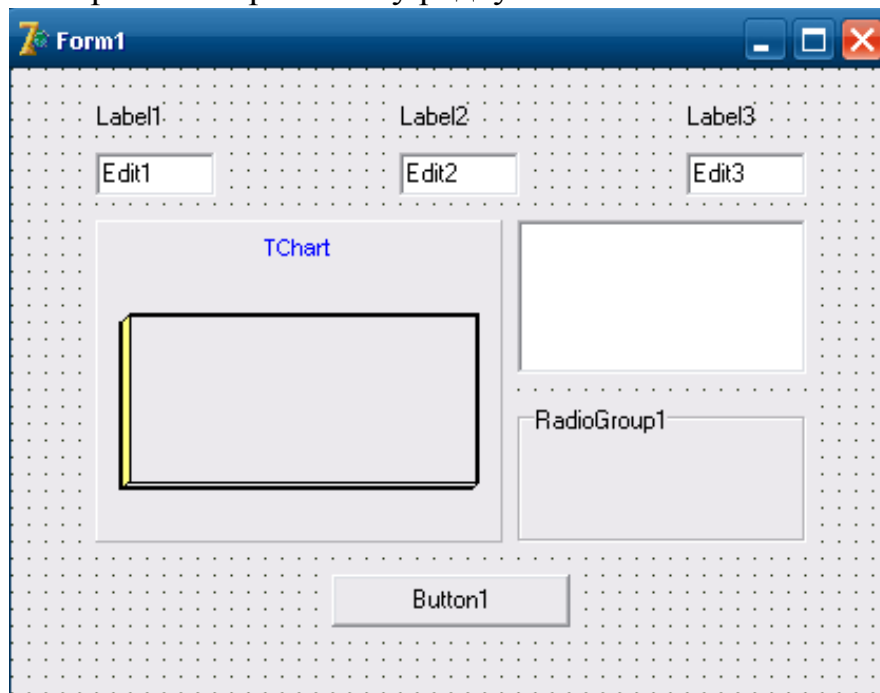 Form1
Label1 Label2 Label3
Edit1 Edit2 Edit3
TChart
RadioGroup1
Button1